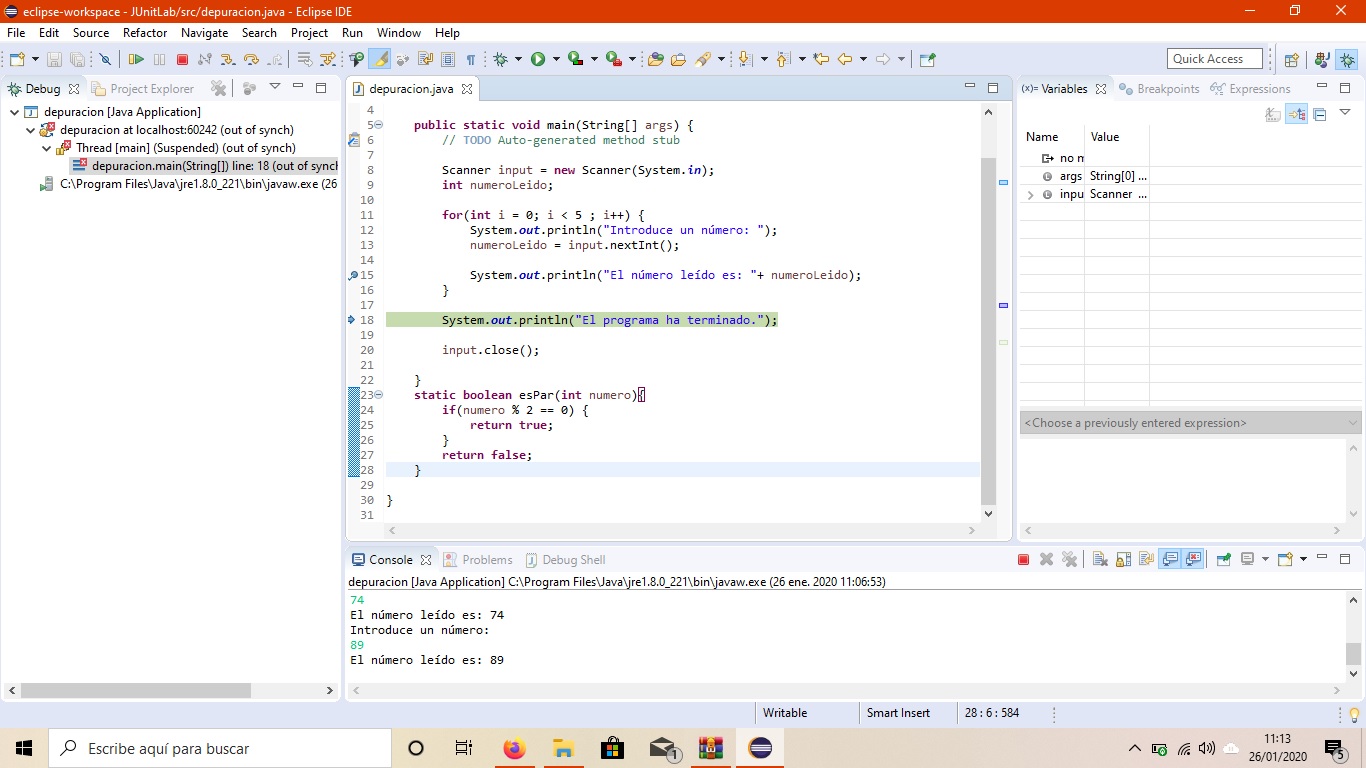 eclipse-workspace - JUnitLab/src/depuracion.java - Eclipse IDE
File Edit Source Refactor Navigate Search Project Run Window Help
Quick Access
Debug Project Explorer
depuracion [Java Application]
depuracion at localhost:60242 (out of synch)
Thread [main] (Suspended) (out of synch)
depuracion.main(String[]) line: 18 (out of synch
C:\Program Files\Java\jre1.8.0_221\bin\javaw.exe (26
depuracion.java
4
5 public static void main(String[] args) {
6 // TODO Auto-generated method stub
7
8 Scanner input = new Scanner(System.in);
9 int numeroLeido;
10
11 for(int i = 0; i < 5 ; i++) {
12 System.out.println("Introduce un número: ");
13 numeroLeido = input.nextInt();
14
15 System.out.println("El número leído es: "+ numeroLeido);
16 }
17
18 System.out.println("El programa ha terminado.");
19
20 input.close();
21
22 }
23 static boolean esPar(int numero){
24 if(numero % 2 == 0) {
25 return true;
26 }
27 return false;
28 }
29
30 }
31
(x)= Variables Breakpoints Expressions
Name Value
no m
args String[0] ...
inpu Scanner ...
<Choose a previously entered expression>
Console Problems Debug Shell
depuracion [Java Application] C:\Program Files\Java\jre1.8.0_221\bin\javaw.exe (26 ene. 2020 11:06:53)
74
El número leído es: 74
Introduce un número:
89
El número leído es: 89
Writable Smart Insert 28 : 6 : 584
Escribe aquí para buscar
1
11:13
26/01/2020
5